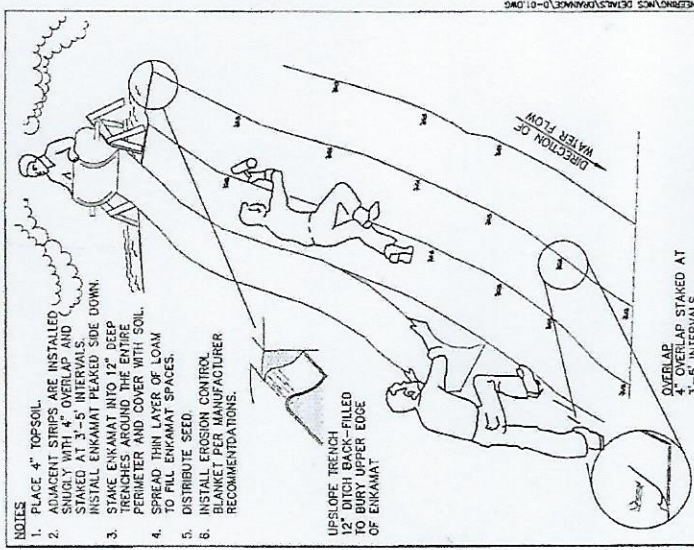 NOTES
1. PLACE 4" TOPSOIL.
2. ADJACENT STRIPS ARE INSTALLED
SNUGLY WITH 4" OVERLAP AND
STAKED AT 3'-5' INTERVALS.
INSTALL ENKAMAT PEAKED SIDE DOWN.
3. STAKE ENKAMAT INTO 12" DEEP
TRENCHES AROUND THE ENTIRE
PERIMETER AND COVER WITH SOIL.
4. SPREAD THIN LAYER OF LOAM
TO FILL ENKAMAT SPACES.
5. DISTRIBUTE SEED.
6. INSTALL EROSION CONTROL
BLANKET PER MANUFACTURER
RECOMMENDATIONS.
UPSLOPE TRENCH
12" DITCH BACK-FILLED
TO BURY UPPER EDGE
OF ENKAMAT
DIRECTION OF
WATER FLOW
OVERLAP
4" OVERLAP STAKED AT
3'-5' INTERVALS
DETAILS\DRAINAGE\D-01.DWG